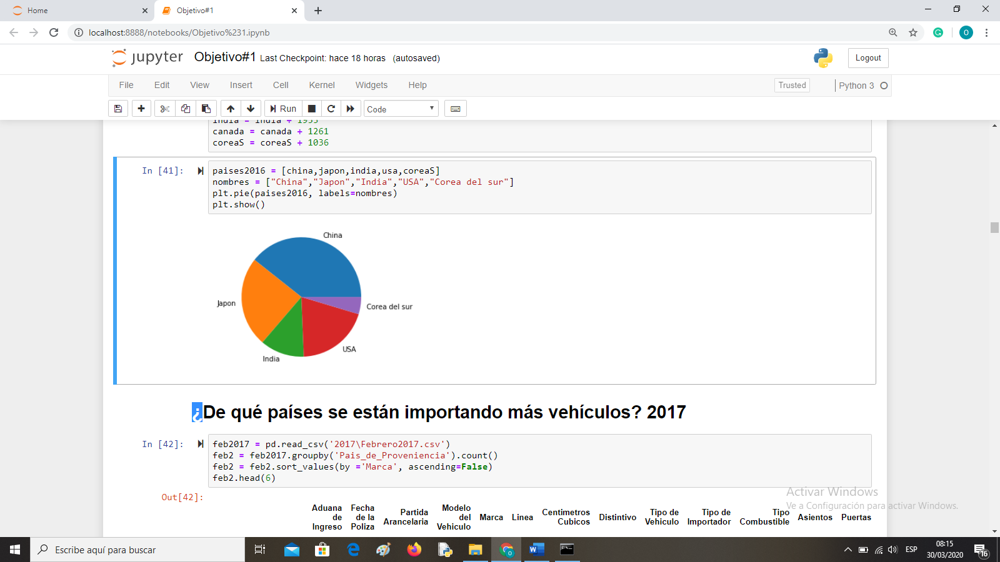 Home
Objetivo#1
localhost:8888/notebooks/Objetivo%231.ipynb
O
jupyter Objetivo#1 Last Checkpoint: hace 18 horas (autosaved)
Logout
File Edit View Insert Cell Kernel Widgets Help
Trusted
Python 3
Run
Code
india = india + 1955
canada = canada + 1261
coreaS = coreaS + 1036
In [41]:
paises2016 = [china,japon,india,usa,coreaS]
nombres = ["China","Japon","India","USA","Corea del sur"]
plt.pie(paises2016, labels=nombres)
plt.show()
China
Japon
Corea del sur
USA
India
¿De qué países se están importando más vehículos? 2017
In [42]:
feb2017 = pd.read_csv('2017\Febrero2017.csv')
feb2 = feb2017.groupby('Pais_de_Proveniencia').count()
feb2 = feb2.sort_values(by ='Marca', ascending=False)
feb2.head(6)
Out[42]:
Aduana de Ingreso
Fecha de la Poliza
Partida Arancelaria
Modelo del Vehiculo
Marca
Linea
Centimetros Cubicos
Distintivo
Tipo de Vehiculo
Tipo de Importador
Tipo Combustible
Asientos
Puertas
Activar Windows
Ve a Configuración para activar Windows.
Escribe aquí para buscar
ESP
08:15
30/03/2020
16